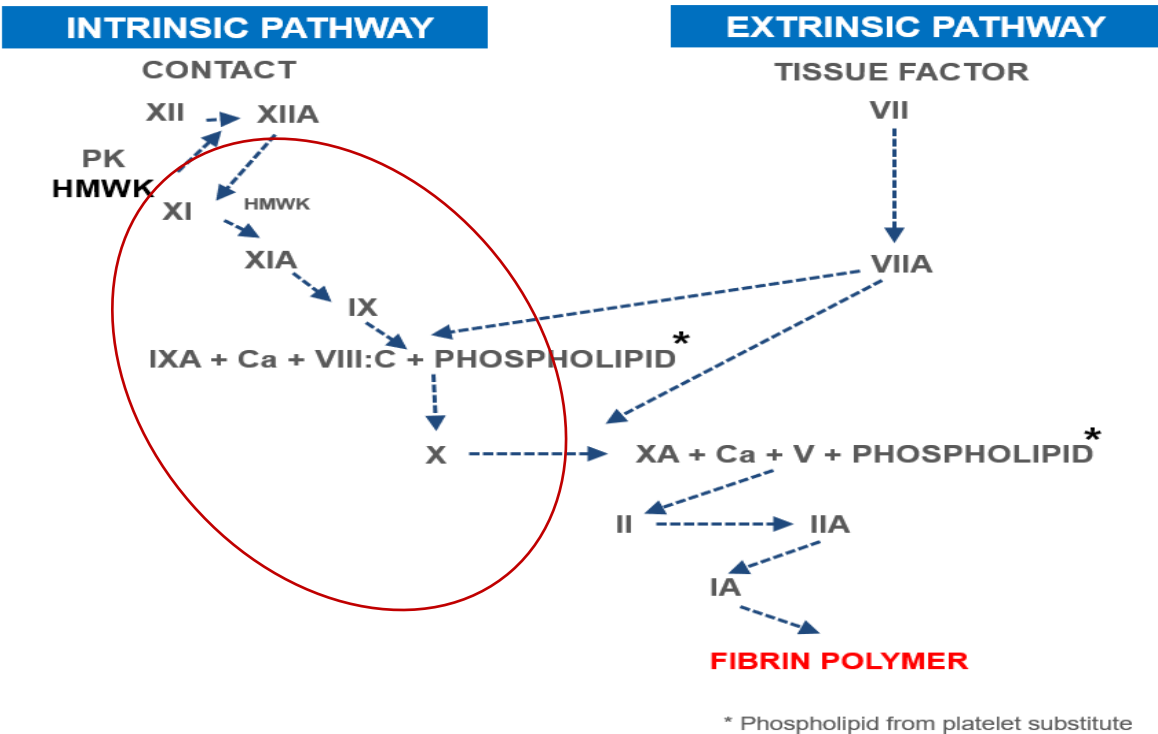 INTRINSIC PATHWAY
EXTRINSIC PATHWAY
CONTACT
TISSUE FACTOR
XII
XIIA
VII
PK
HMWK
XI
HMWK
XIA
VIIA
IX
IXA + Ca + VIII:C + PHOSPHOLIPID*
X
XA + Ca + V + PHOSPHOLIPID*
II
IIA
IA
FIBRIN POLYMER
* Phospholipid from platelet substitute